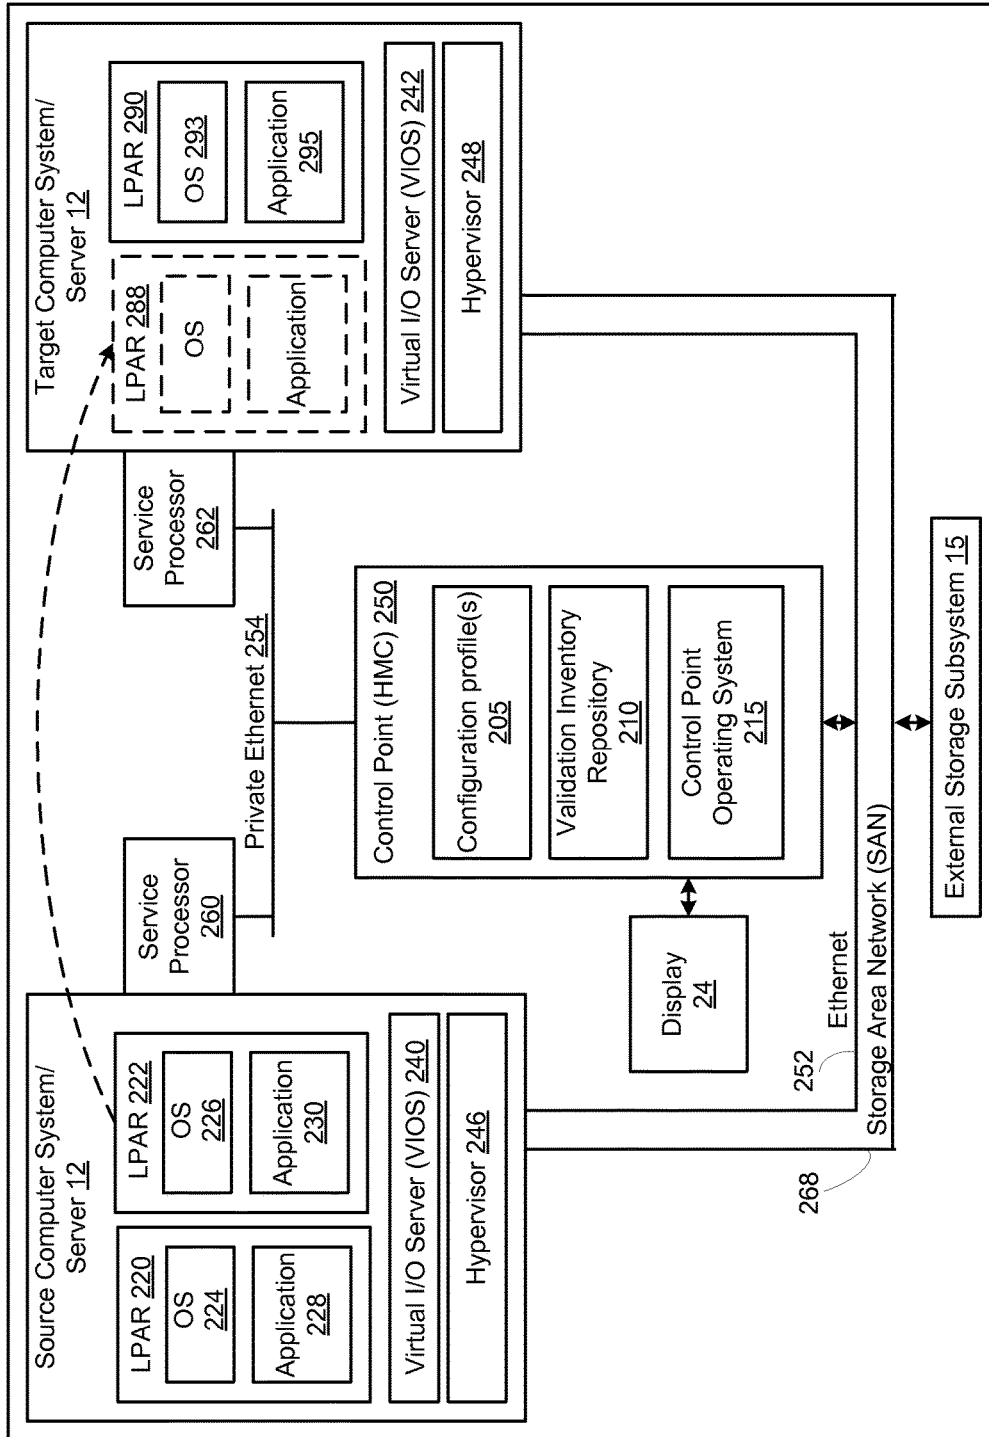 Source Computer System/
Server 12
LPAR 220
OS
224
Application
228
LPAR 222
OS
226
Application
230
Virtual I/O Server (VIOS) 240
Hypervisor 246
Service
Processor
260
Private Ethernet 254
Service
Processor
262
Target Computer System/
Server 12
LPAR 288
OS
Application
LPAR 290
OS 293
Application
295
Virtual I/O Server (VIOS) 242
Hypervisor 248
Control Point (HMC) 250
Configuration profile(s)
205
Validation Inventory
Repository
210
Control Point
Operating System
215
Display
24
252
Ethernet
Storage Area Network (SAN)
268
External Storage Subsystem 15